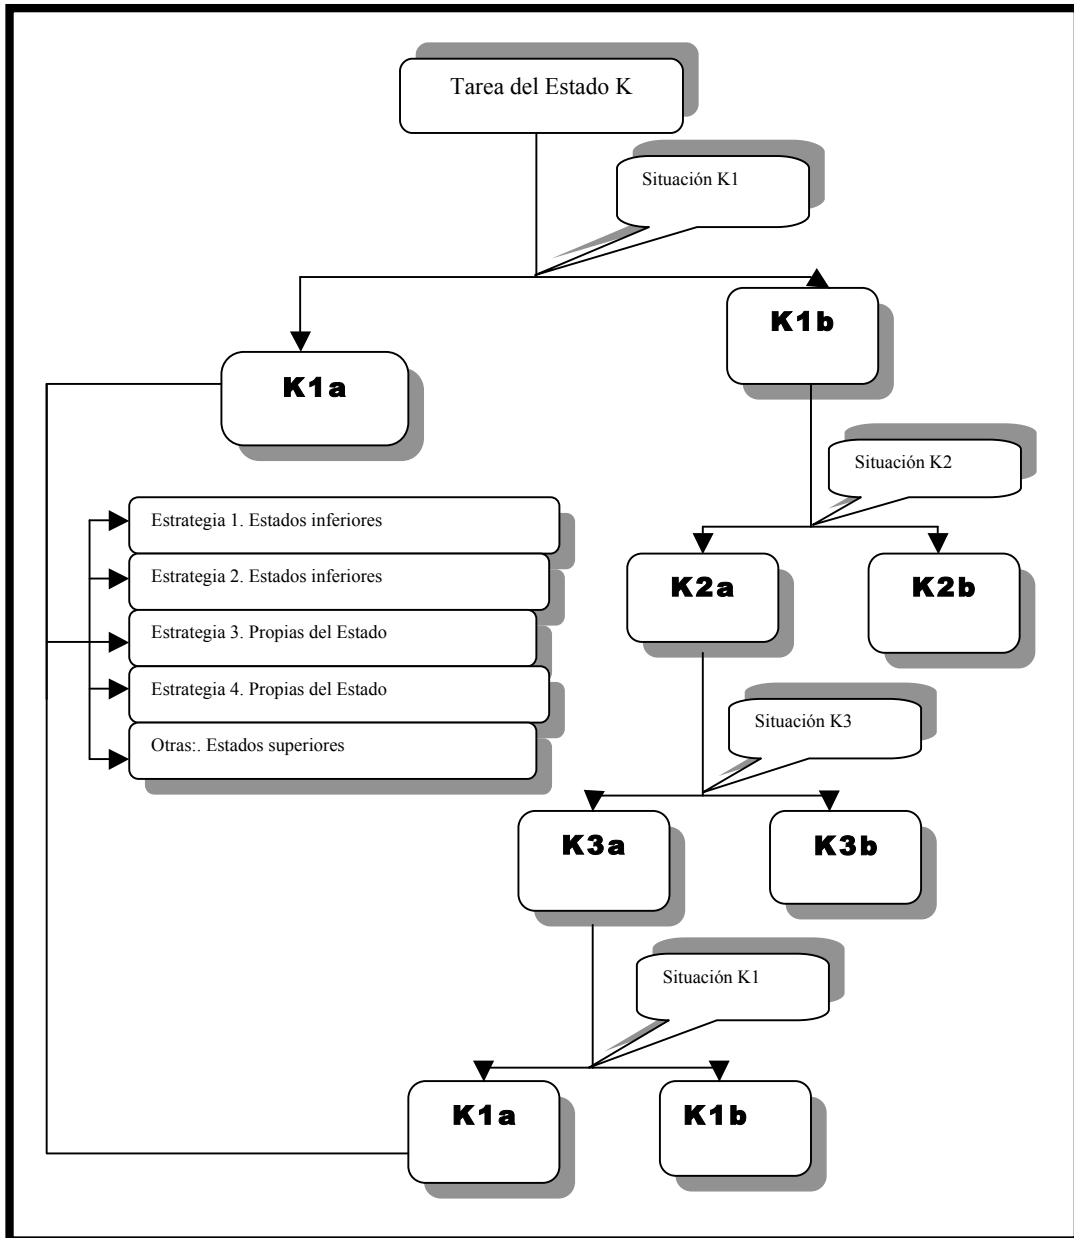 Tarea del Estado K
Situación K1
K1b
K1a
Situación K2
K2a
K2b
Estrategia 1. Estados inferiores
Estrategia 2. Estados inferiores
Estrategia 3. Propias del Estado
Estrategia 4. Propias del Estado
Otras:. Estados superiores
Situación K3
K3a
K3b
Situación K1
K1a
K1b